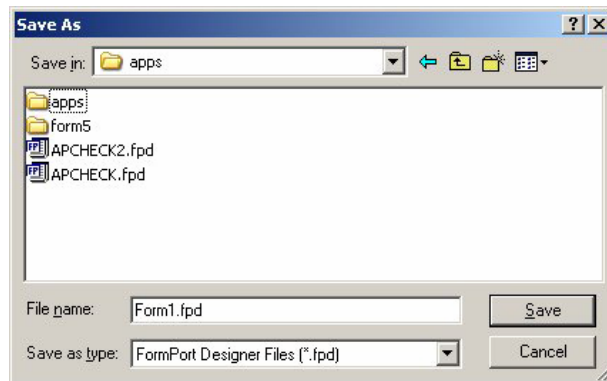 Save As
Save in: apps
apps
form5
APCHECK2.fpd
APCHECK.fpd
File name: Form1.fpd Save
Save as type: FormPort Designer Files (*.fpd) Cancel